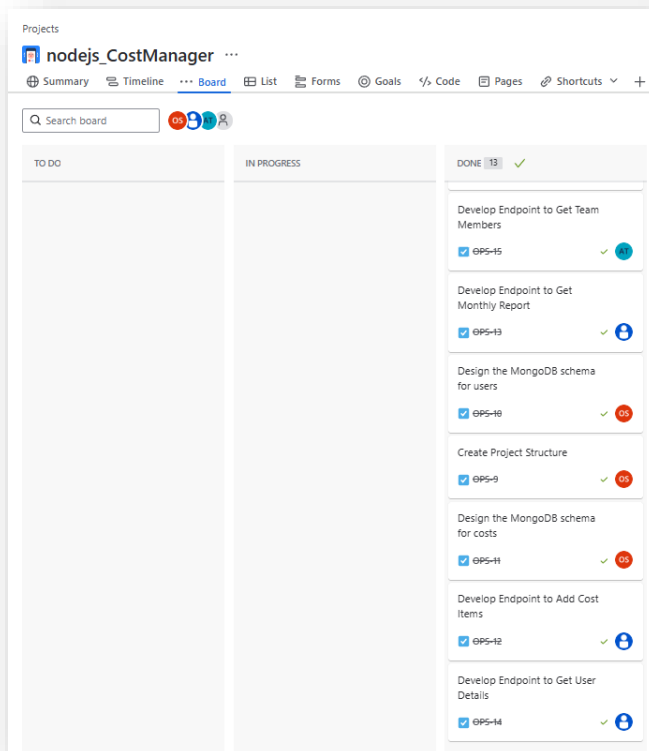 Projects
nodejs_CostManager ...
Summary Timeline ... Board List Forms Goals </> Code Pages Shortcuts +
Search board OS AT
TO DO
IN PROGRESS
DONE 13
Develop Endpoint to Get Team
Members
OPS-15 AT
Develop Endpoint to Get
Monthly Report
OPS-13
Design the MongoDB schema
for users
OPS-10 OS
Create Project Structure
OPS-9 OS
Design the MongoDB schema
for costs
OPS-11 OS
Develop Endpoint to Add Cost
Items
OPS-12
Develop Endpoint to Get User
Details
OPS-14